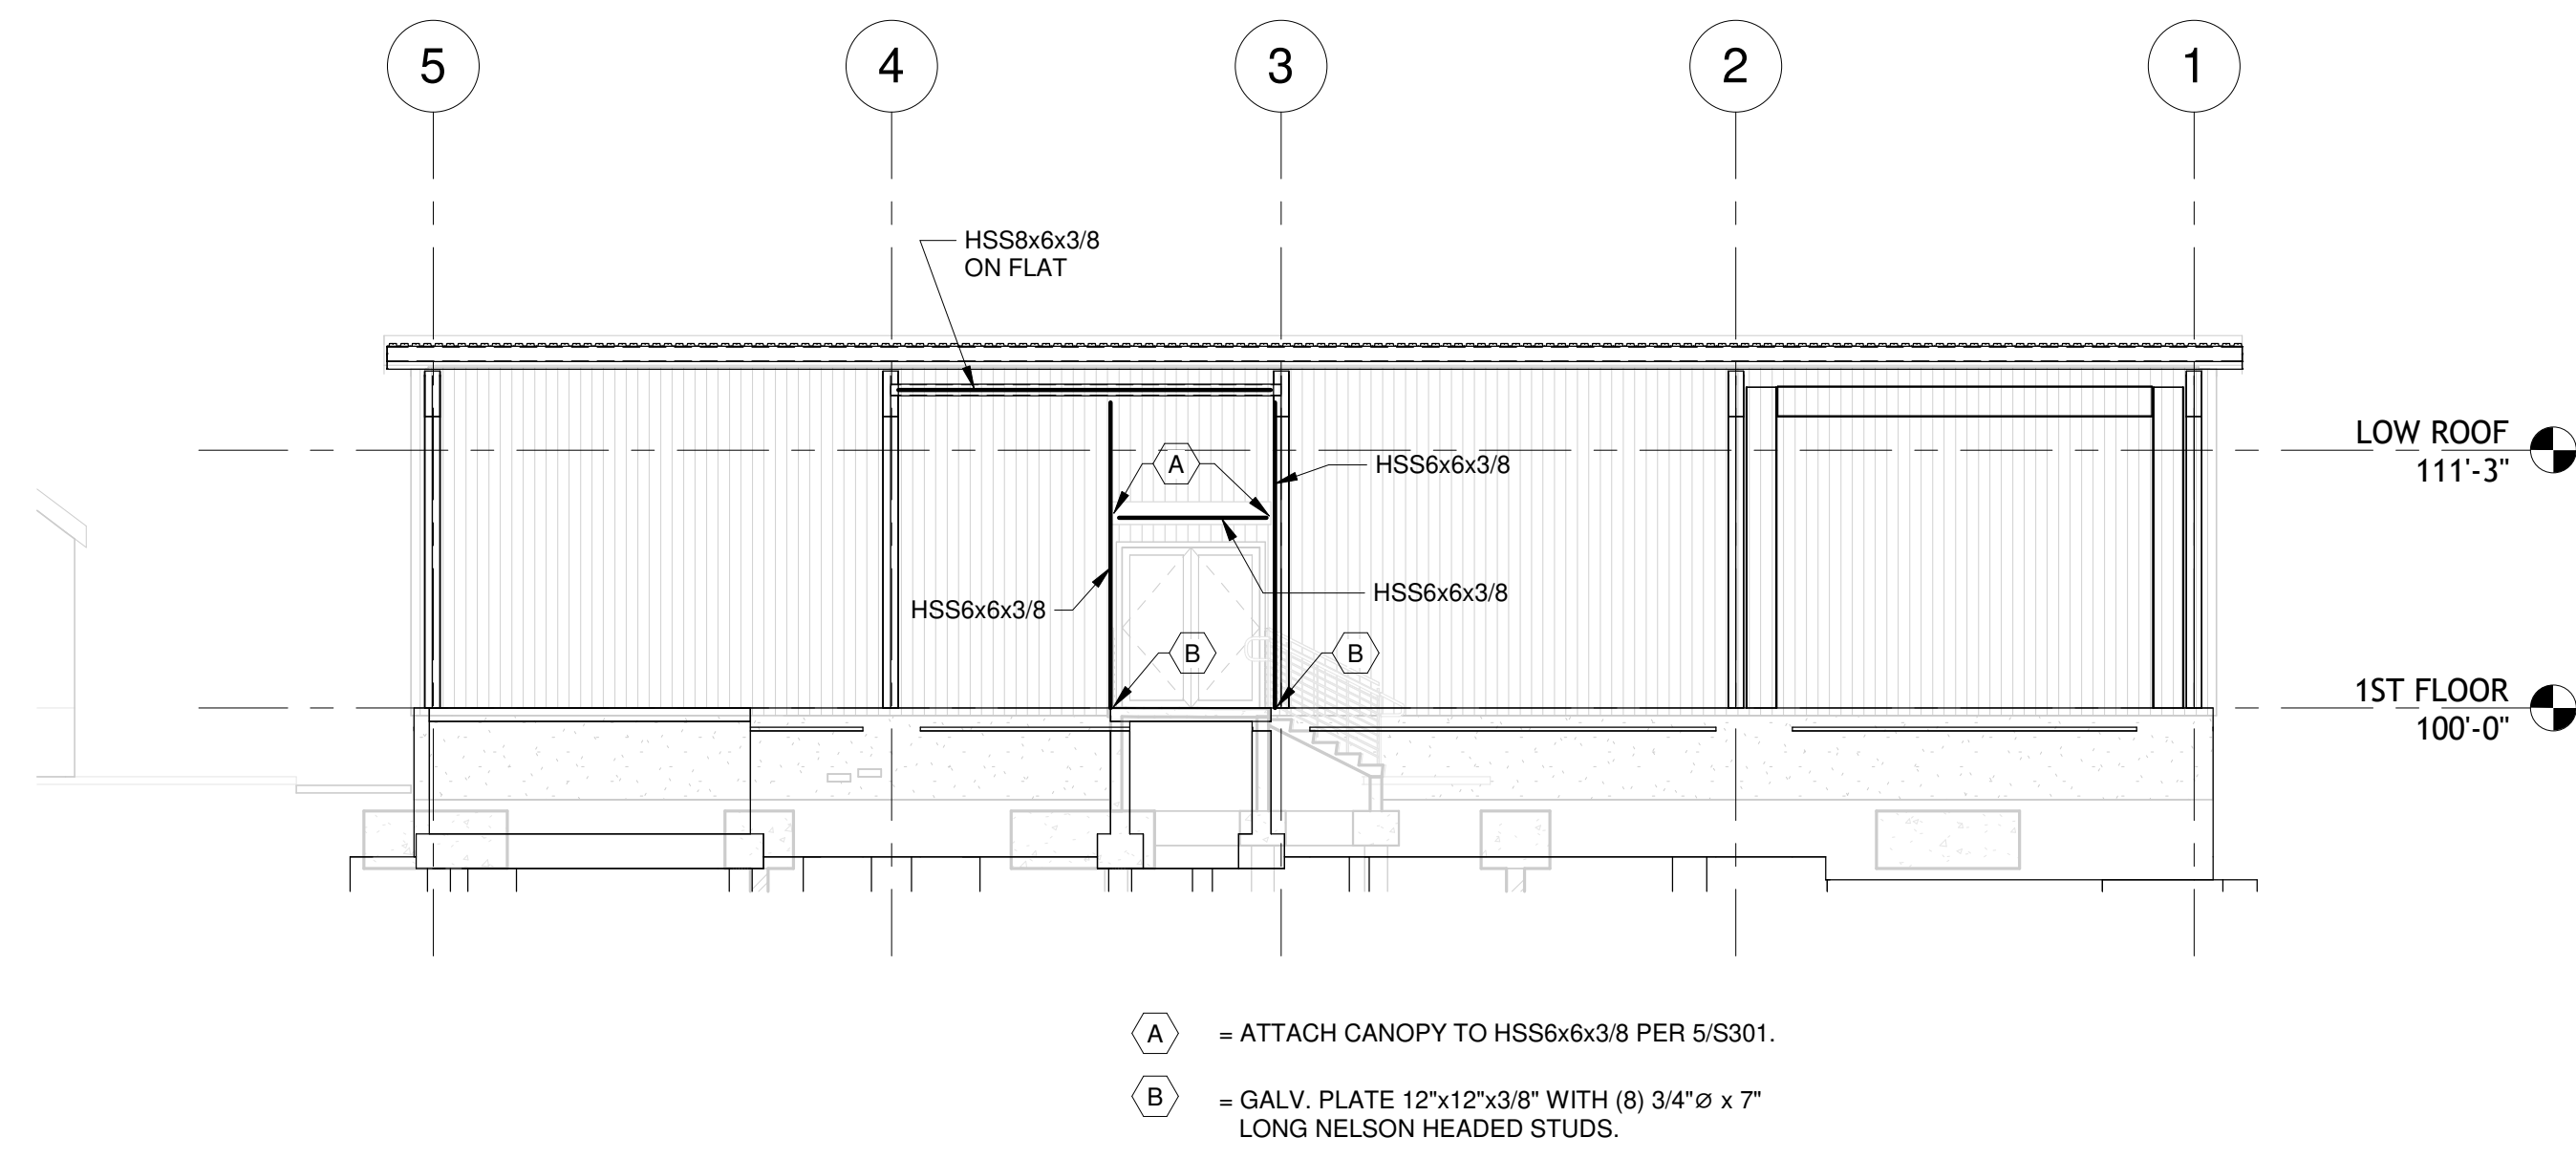 5
4
3
2
1
HSS8x6x3/8
ON FLAT
LOW ROOF
111'-3"
A
HSS6x6x3/8
HSS6x6x3/8
HSS6x6x3/8
B
B
1ST FLOOR
100'-0"
A = ATTACH CANOPY TO HSS6x6x3/8 PER 5/S301.
B = GALV. PLATE 12"x12"x3/8" WITH (8) 3/4"Ø x 7"
LONG NELSON HEADED STUDS.